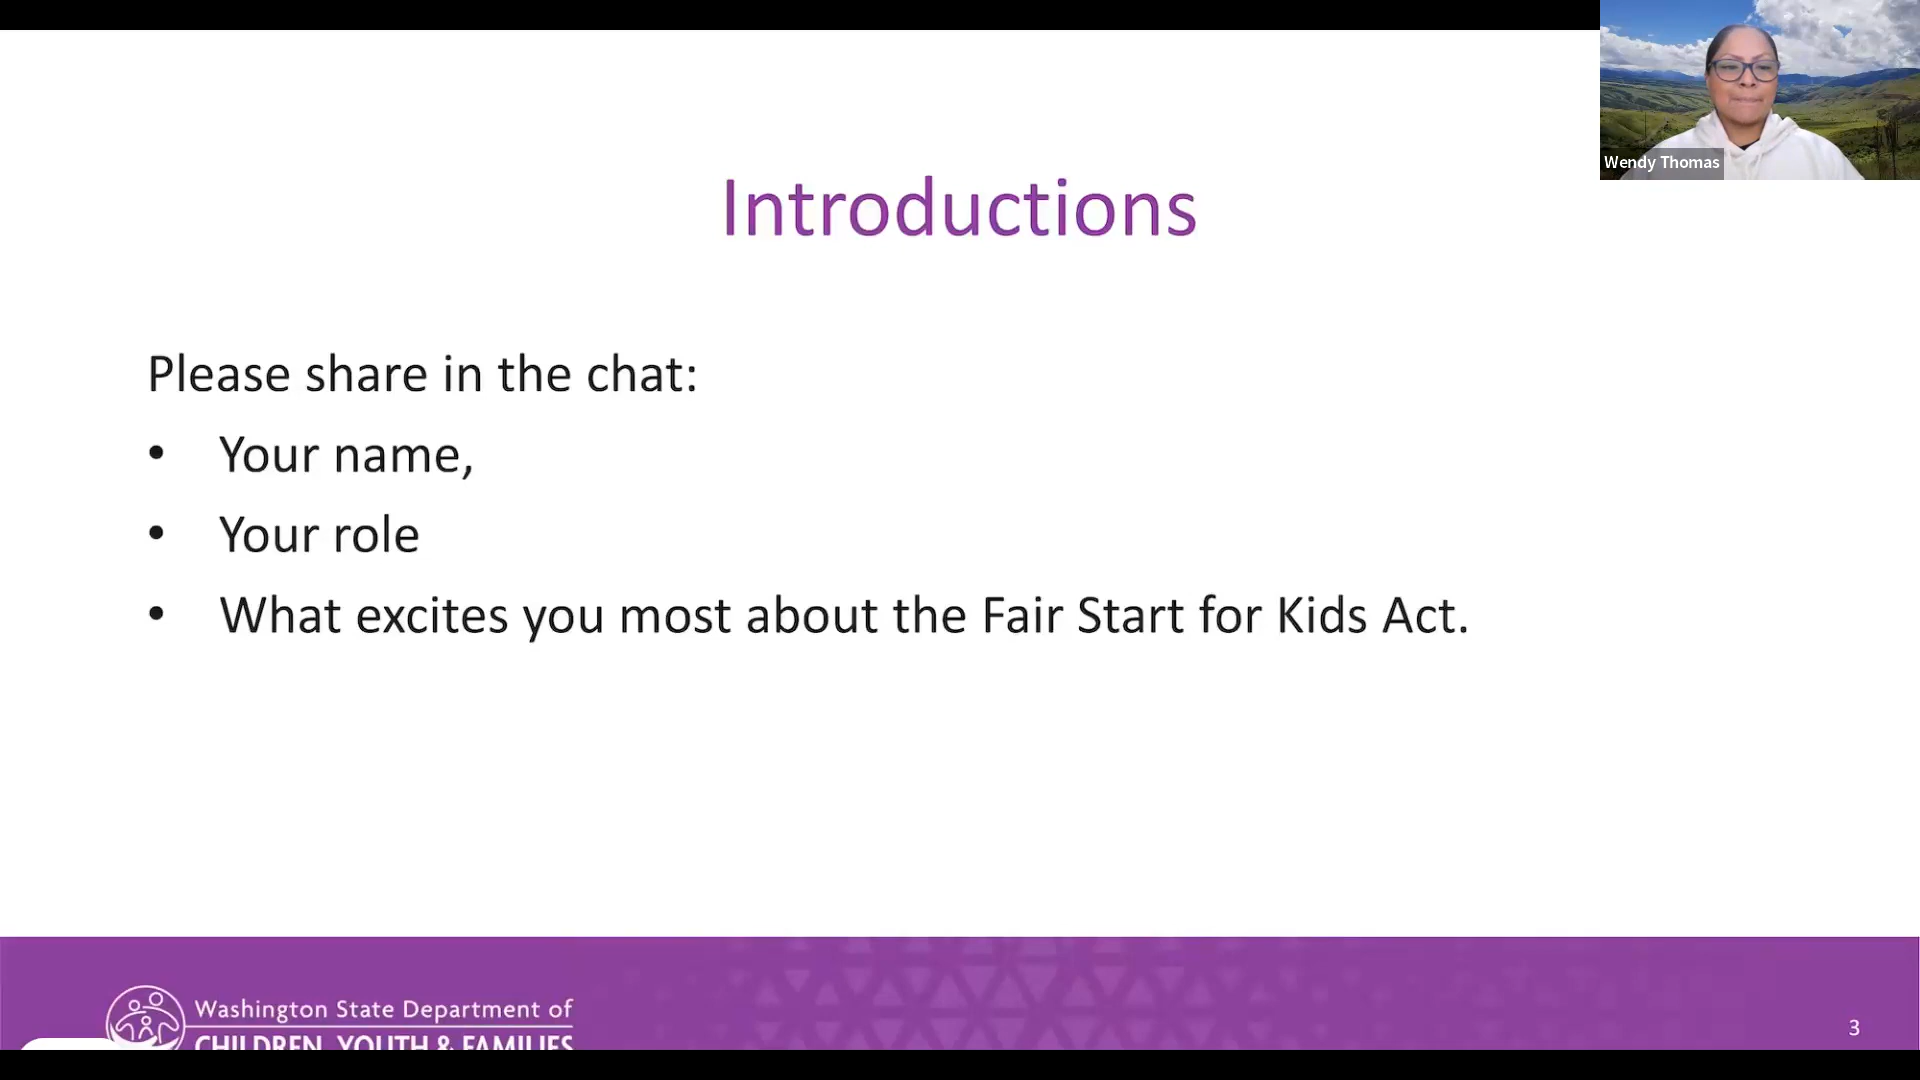 Wendy Thomas
Introductions
Please share in the chat:
• Your name,
• Your role
• What excites you most about the Fair Start for Kids Act.
Washington State Department of
CHILDREN, YOUTH & FAMILIES
3